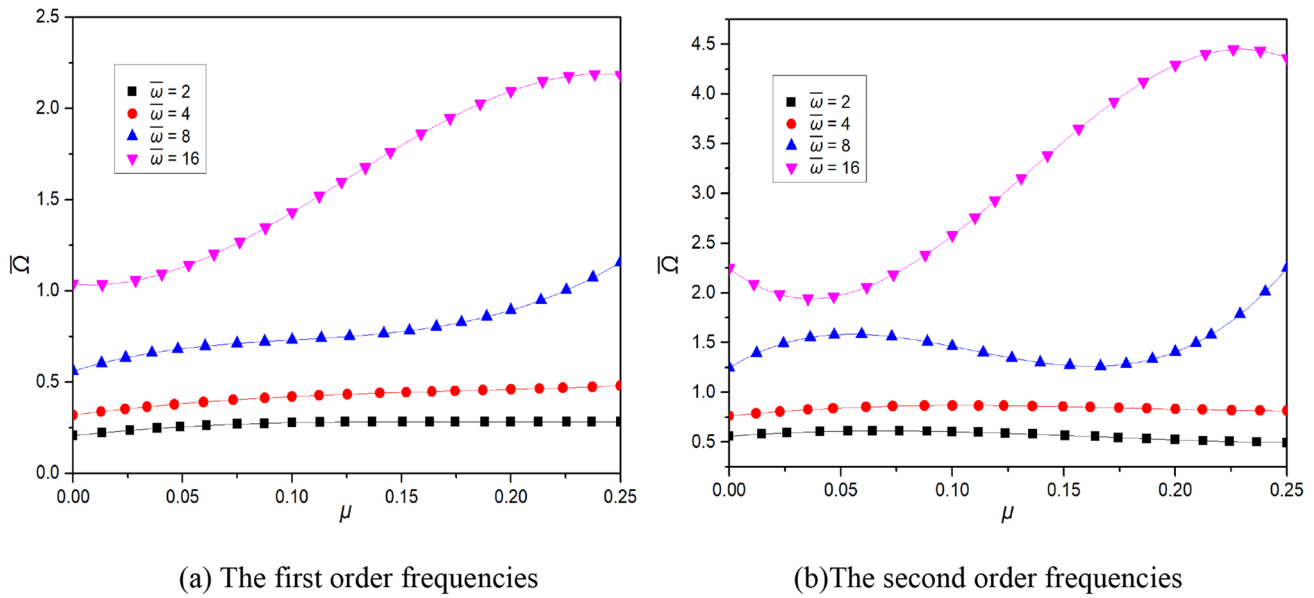 2.5
2.0
1.5
1.0
0.5
0.0
Ω̅
ω̅ = 2
ω̅ = 4
ω̅ = 8
ω̅ = 16
0.00 0.05 0.10 0.15 0.20 0.25
μ
(a) The first order frequencies
4.5
4.0
3.5
3.0
2.5
2.0
1.5
1.0
0.5
Ω̅
ω̅ = 2
ω̅ = 4
ω̅ = 8
ω̅ = 16
0.00 0.05 0.10 0.15 0.20 0.25
μ
(b)The second order frequencies